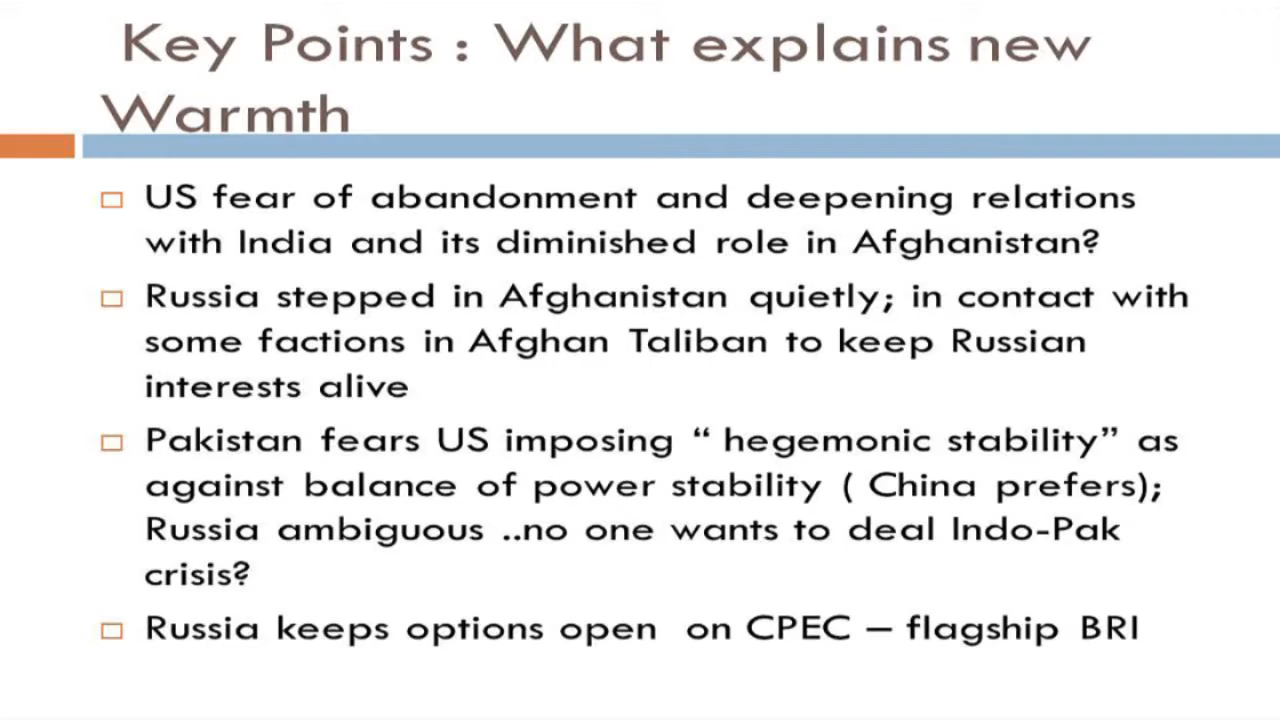 Key Points : What explains new
Warmth
US fear of abandonment and deepening relations
with India and its diminished role in Afghanistan?
Russia stepped in Afghanistan quietly; in contact with
some factions in Afghan Taliban to keep Russian
interests alive
Pakistan fears US imposing “ hegemonic stability” as
against balance of power stability ( China prefers);
Russia ambiguous ..no one wants to deal Indo-Pak
crisis?
Russia keeps options open on CPEC – flagship BRI